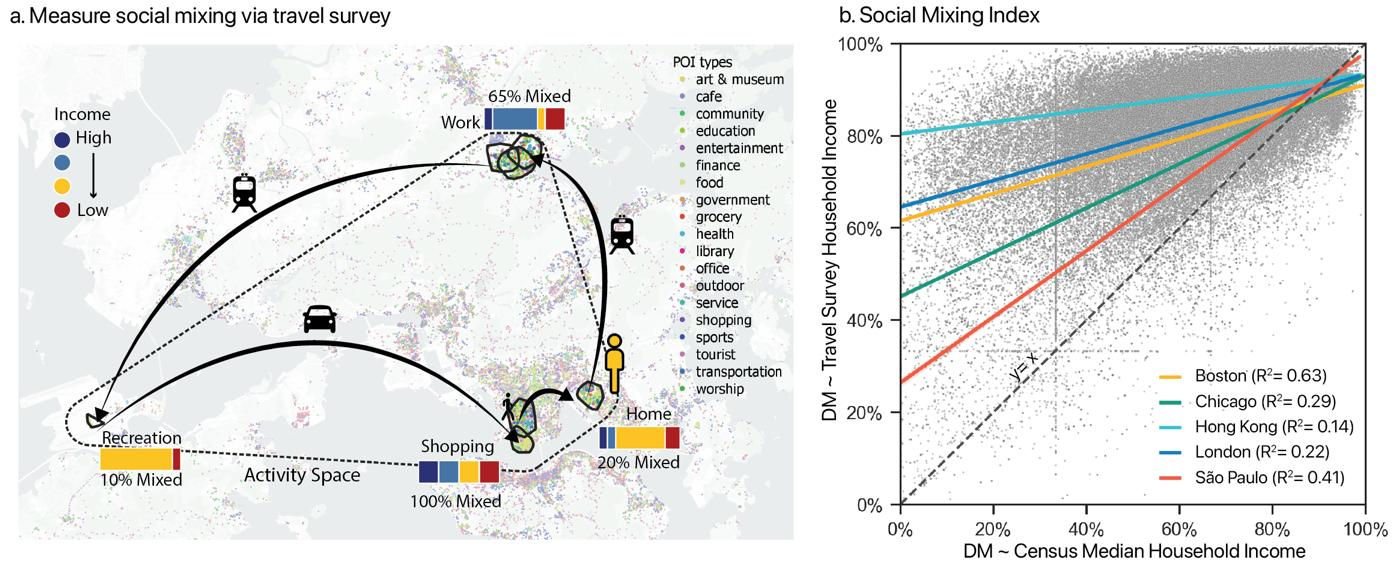 a. Measure social mixing via travel survey
Income
High
Low
65% Mixed
Work
Recreation
10% Mixed
Activity Space
Shopping
100% Mixed
Home
20% Mixed
POI types
art & museum
cafe
community
education
entertainment
finance
food
government
grocery
health
library
office
outdoor
service
shopping
sports
tourist
transportation
worship
b. Social Mixing Index
DM ~ Travel Survey Household Income
100%
80%
60%
40%
20%
0%
y= x
Boston (R²= 0.63)
Chicago (R²= 0.29)
Hong Kong (R²= 0.14)
London (R²= 0.22)
São Paulo (R²= 0.41)
0%
20%
40%
60%
80%
100%
DM ~ Census Median Household Income